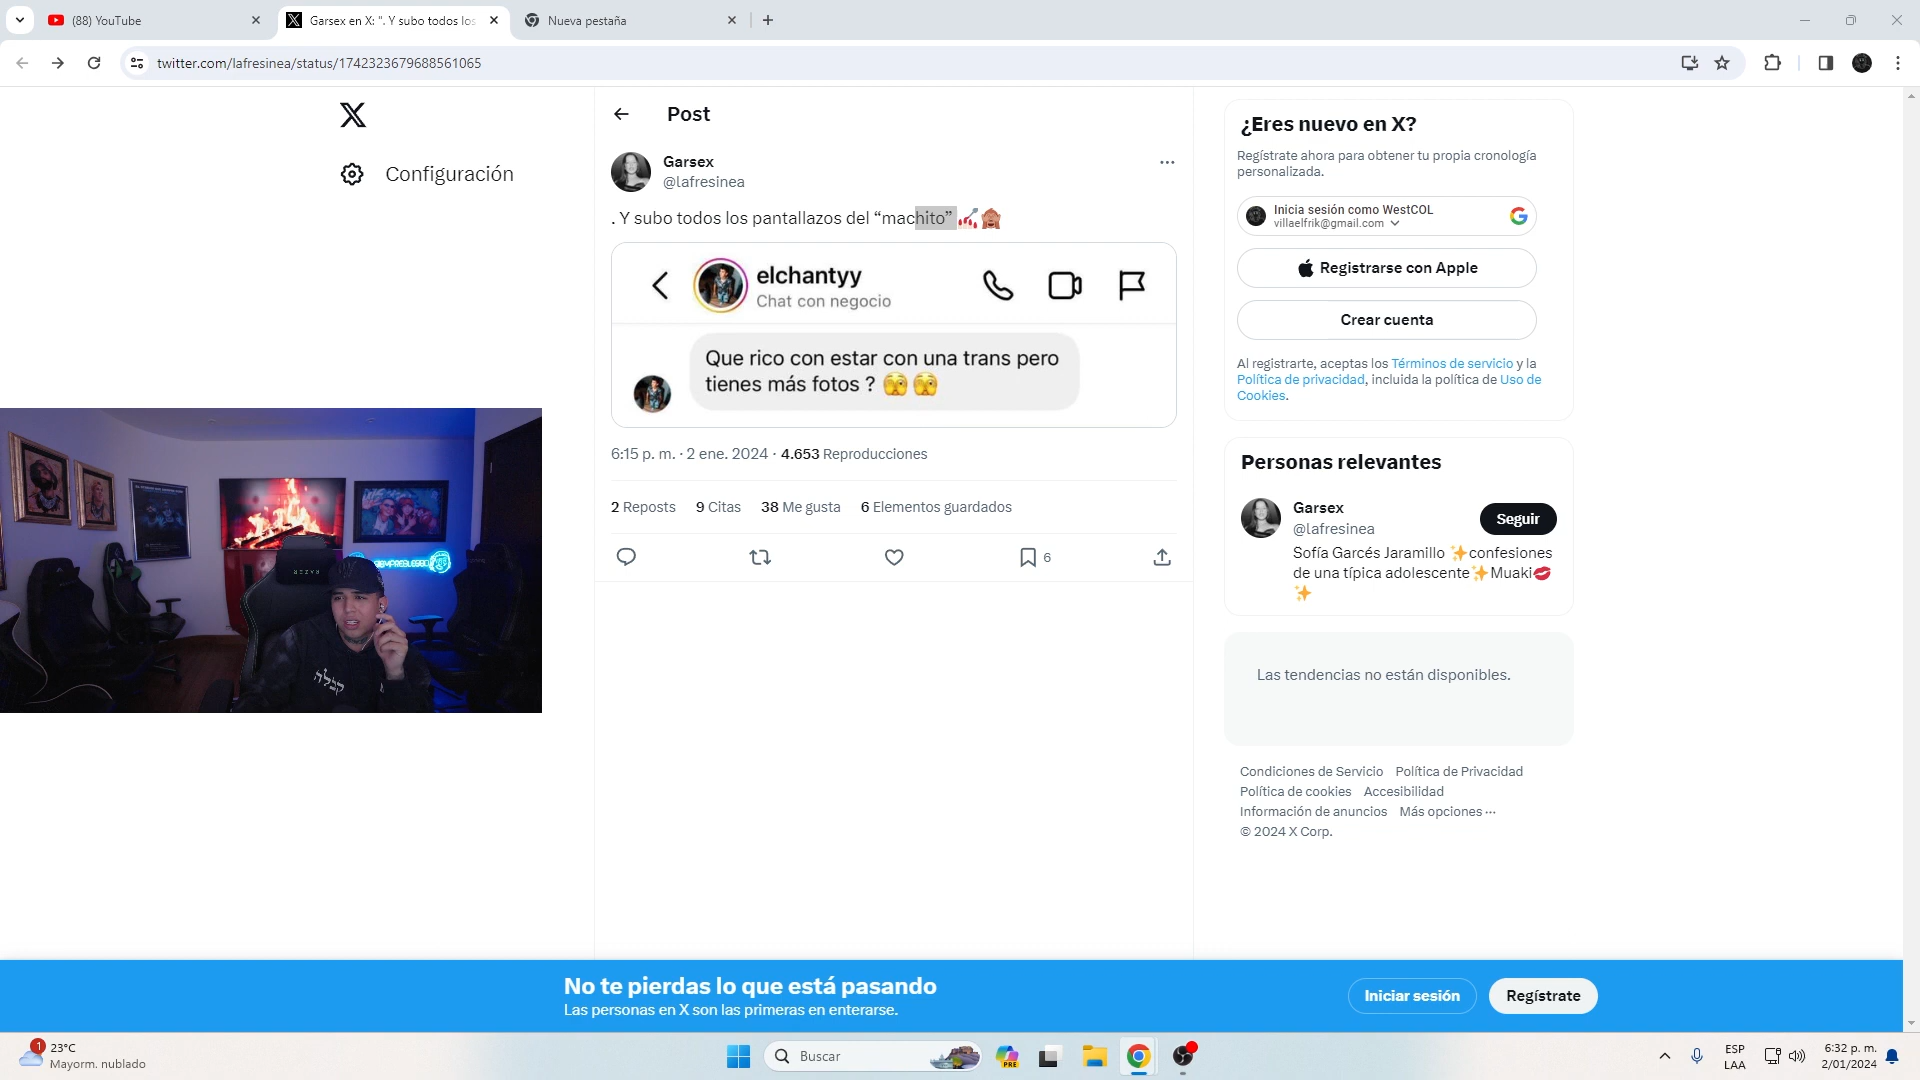 (88) YouTube
Garsex en X: ". Y subo todos los
Nueva pestaña
twitter.com/lafresinea/status/1742323679688561065
Configuración
Post
Garsex
@lafresinea
. Y subo todos los pantallazos del “machito” 💅🙈
elchantyy
Chat con negocio
Que rico con estar con una trans pero
tienes más fotos ? 🫣🫣
6:15 p. m. · 2 ene. 2024 · 4.653 Reproducciones
2 Reposts 9 Citas 38 Me gusta 6 Elementos guardados
6
¿Eres nuevo en X?
Regístrate ahora para obtener tu propia cronología
personalizada.
Inicia sesión como WestCOL
villaelfrik@gmail.com
Registrarse con Apple
Crear cuenta
Al registrarte, aceptas los Términos de servicio y la
Política de privacidad, incluida la política de Uso de
Cookies.
Personas relevantes
Garsex
@lafresinea
Seguir
Sofía Garcés Jaramillo ✨confesiones
de una típica adolescente✨Muaki💋
✨
Las tendencias no están disponibles.
Condiciones de Servicio Política de Privacidad
Política de cookies Accesibilidad
Información de anuncios Más opciones ···
© 2024 X Corp.
azrva
קבלה
No te pierdas lo que está pasando
Las personas en X son las primeras en enterarse.
Iniciar sesión
Regístrate
1
23°C
Mayorm. nublado
Buscar
PRE
ESP
LAA
6:32 p. m.
2/01/2024